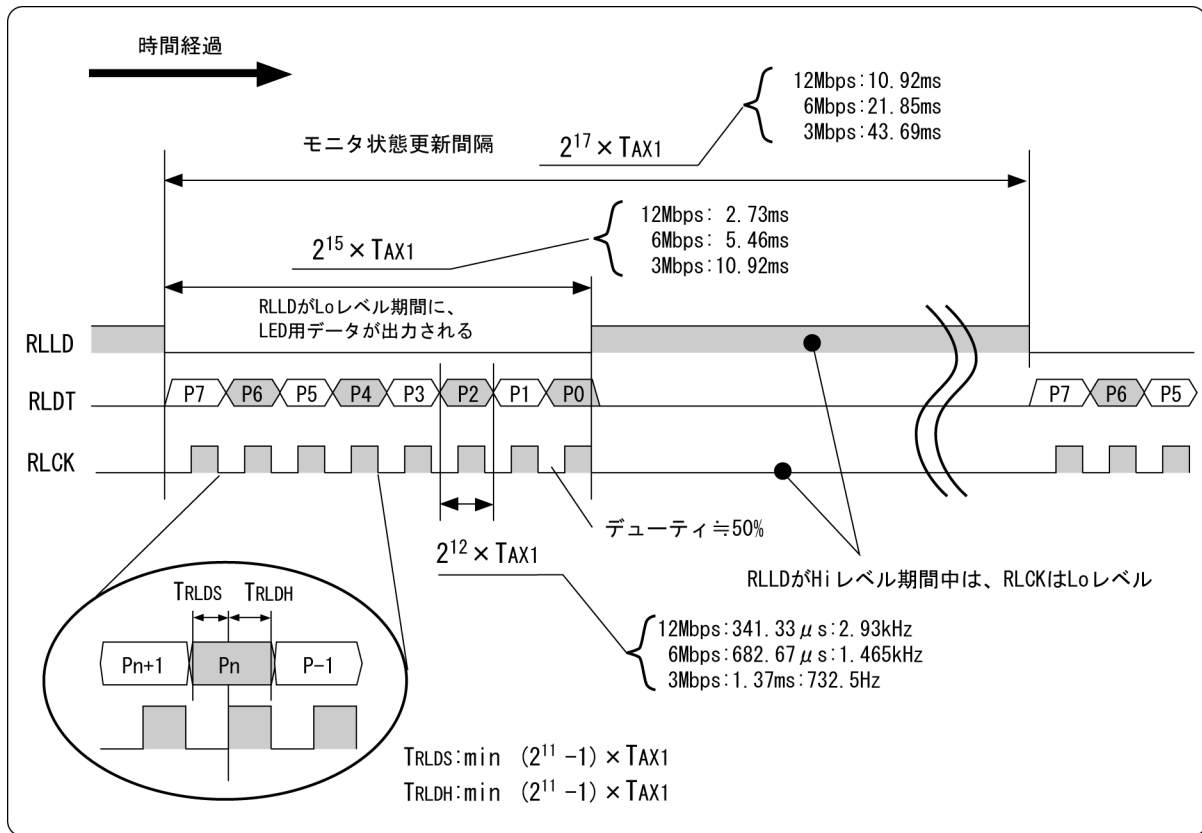 時間経過
12Mbps:10.92ms
6Mbps:21.85ms
3Mbps:43.69ms
モニタ状態更新間隔
2¹⁷×TAX1
12Mbps: 2.73ms
6Mbps: 5.46ms
3Mbps:10.92ms
2¹⁵×TAX1
RLLDがLoレベル期間に、
LED用データが出力される
RLLD
RLDT P7 P6 P5 P4 P3 P2 P1 P0 P7 P6 P5
RLCK
デューティ≒50%
2¹²×TAX1
RLLDがHiレベル期間中は、RLCKはLoレベル
12Mbps:341.33μs:2.93kHz
6Mbps:682.67μs:1.465kHz
3Mbps:1.37ms:732.5Hz
TRLDS TRLDH
Pn+1 Pn P-1
TRLDS:min (2¹¹-1)×TAX1
TRLDH:min (2¹¹-1)×TAX1